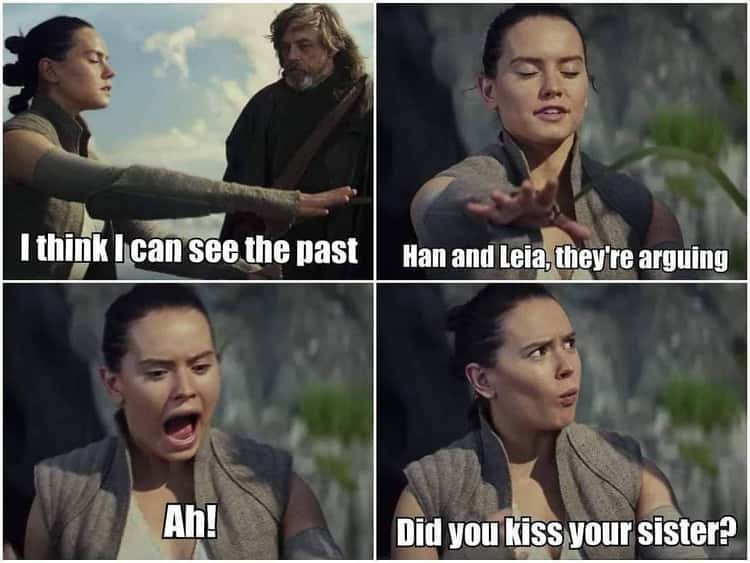 I think I can see the past
Han and Leia, they're arguing
Ah!
Did you kiss your sister?